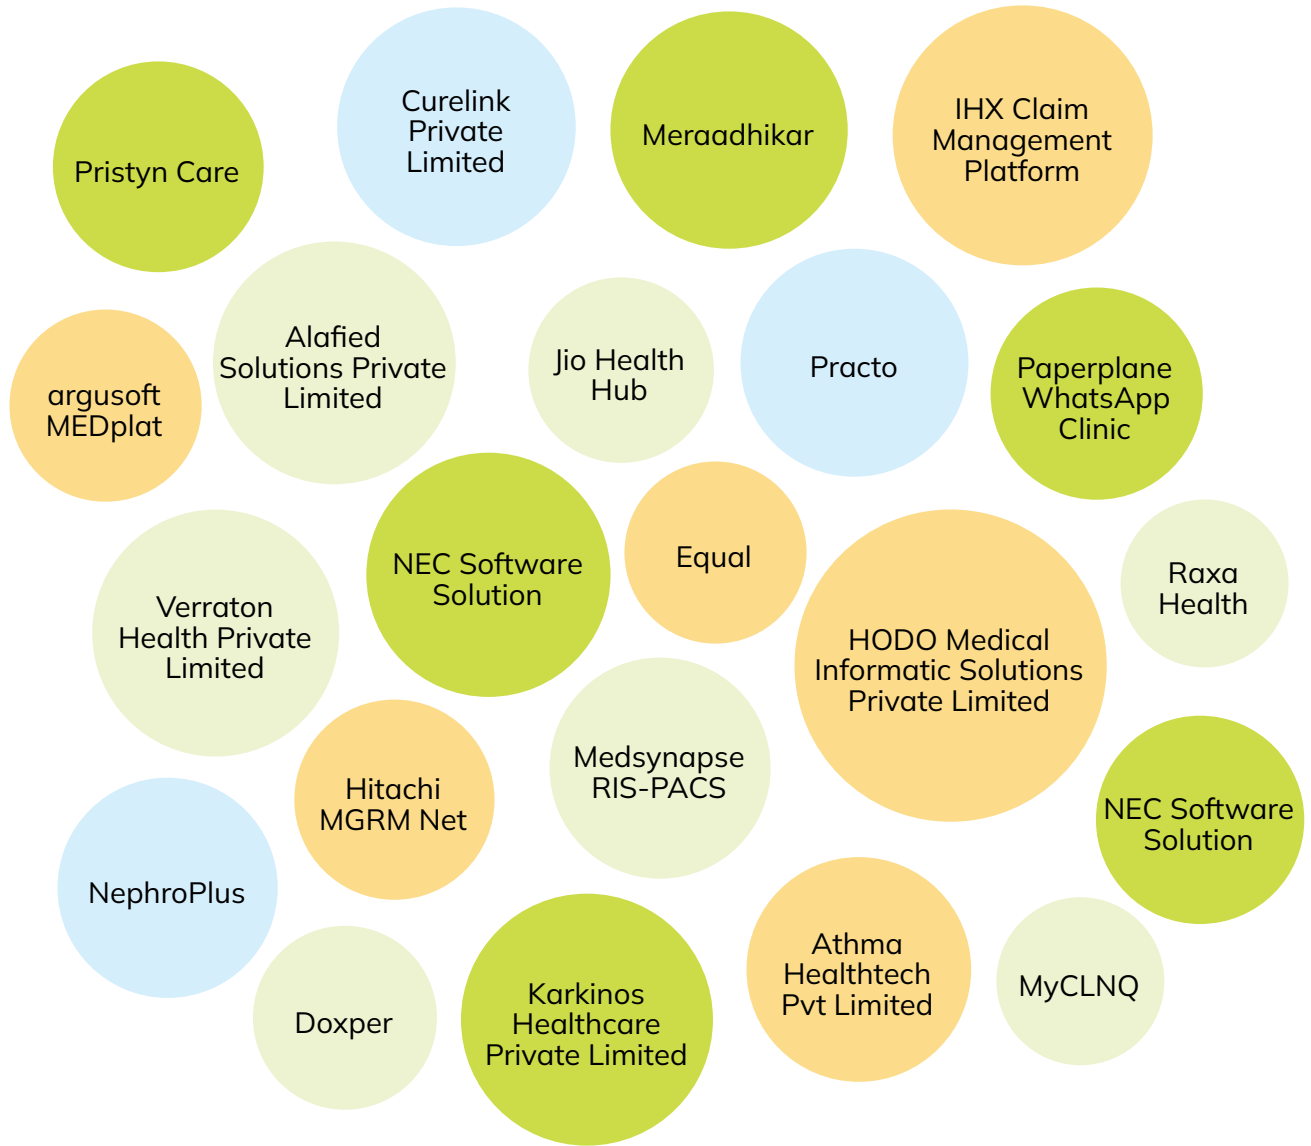 Pristyn Care
Curelink
Private
Limited
Meraadhikar
IHX Claim
Management
Platform
argusoft
MEDplat
Alafied
Solutions Private
Limited
Jio Health
Hub
Practo
Paperplane
WhatsApp
Clinic
Verraton
Health Private
Limited
NEC Software
Solution
Equal
HODO Medical
Informatic Solutions
Private Limited
Raxa
Health
NephroPlus
Hitachi
MGRM Net
Medsynapse
RIS-PACS
NEC Software
Solution
Doxper
Karkinos
Healthcare
Private Limited
Athma
Healthtech
Pvt Limited
MyCLNQ